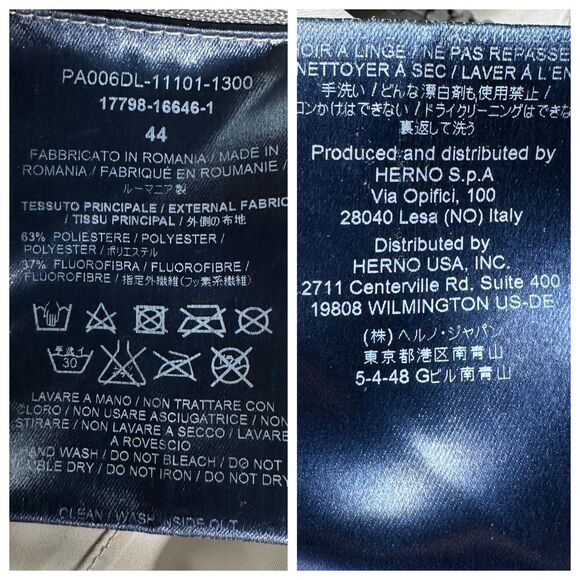 PA006DL-11101-1300
17798-16646-1
44
FABBRICATO IN ROMANIA / MADE IN
ROMANIA / FABRIQUÉ EN ROUMANIE /
ルーマニア製
TESSUTO PRINCIPALE / EXTERNAL FABRIC
/ TISSU PRINCIPAL / 外側の布地
63% POLIESTERE / POLYESTER /
POLYESTER / ポリエステル
37% FLUOROFIBRA / FLUOROFIBRE /
FLUOROFIBRE / 指定外繊維(フッ素系繊維)
手洗イ
30
LAVARE A MANO / NON TRATTARE CON
CLORO / NON USARE ASCIUGATRICE / NON
STIRARE / NON LAVARE A SECCO / LAVARE
A ROVESCIO
HAND WASH / DO NOT BLEACH / DO NOT
DRY / DO NOT IRON / DO NOT DRY
CLEAN / WASH INSIDE OUT
À LINGE / NE PAS REPASSER
NETTOYER À SEC / LAVER À L'EN
手洗い / どんな漂白剤も使用禁止 /
コンかけはできない / ドライクリーニングはできな
裏返して洗う
Produced and distributed by
HERNO S.p.A
Via Opifici, 100
28040 Lesa (NO) Italy
Distributed by
HERNO USA, INC.
2711 Centerville Rd. Suite 400
19808 WILMINGTON US-DE
(株) ヘルノ・ジャパン
東京都港区南青山
5-4-48 Gビル南青山